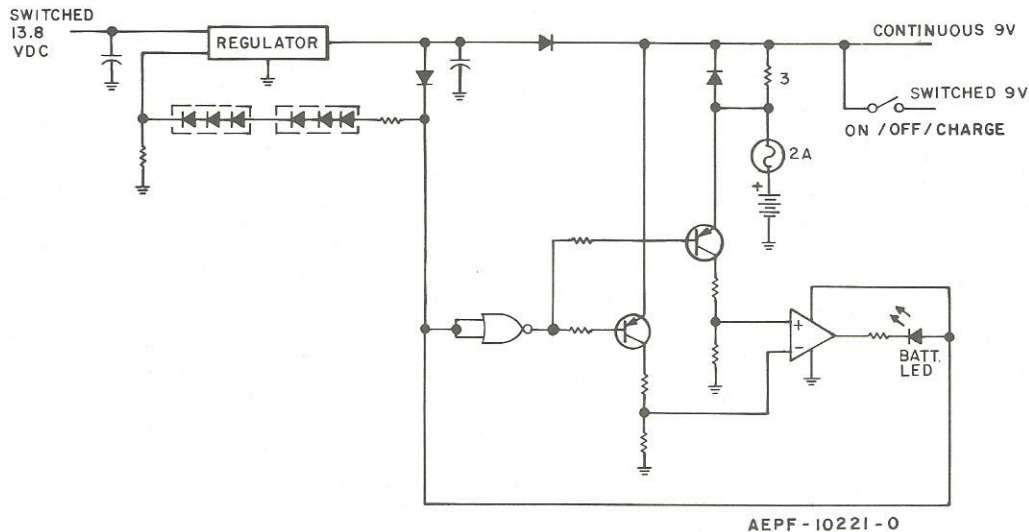 SWITCHED
13.8
VDC
REGULATOR
CONTINUOUS 9V
3
SWITCHED 9V
ON / OFF / CHARGE
2A
+
+
−
BATT.
LED
AEPF-10221-0